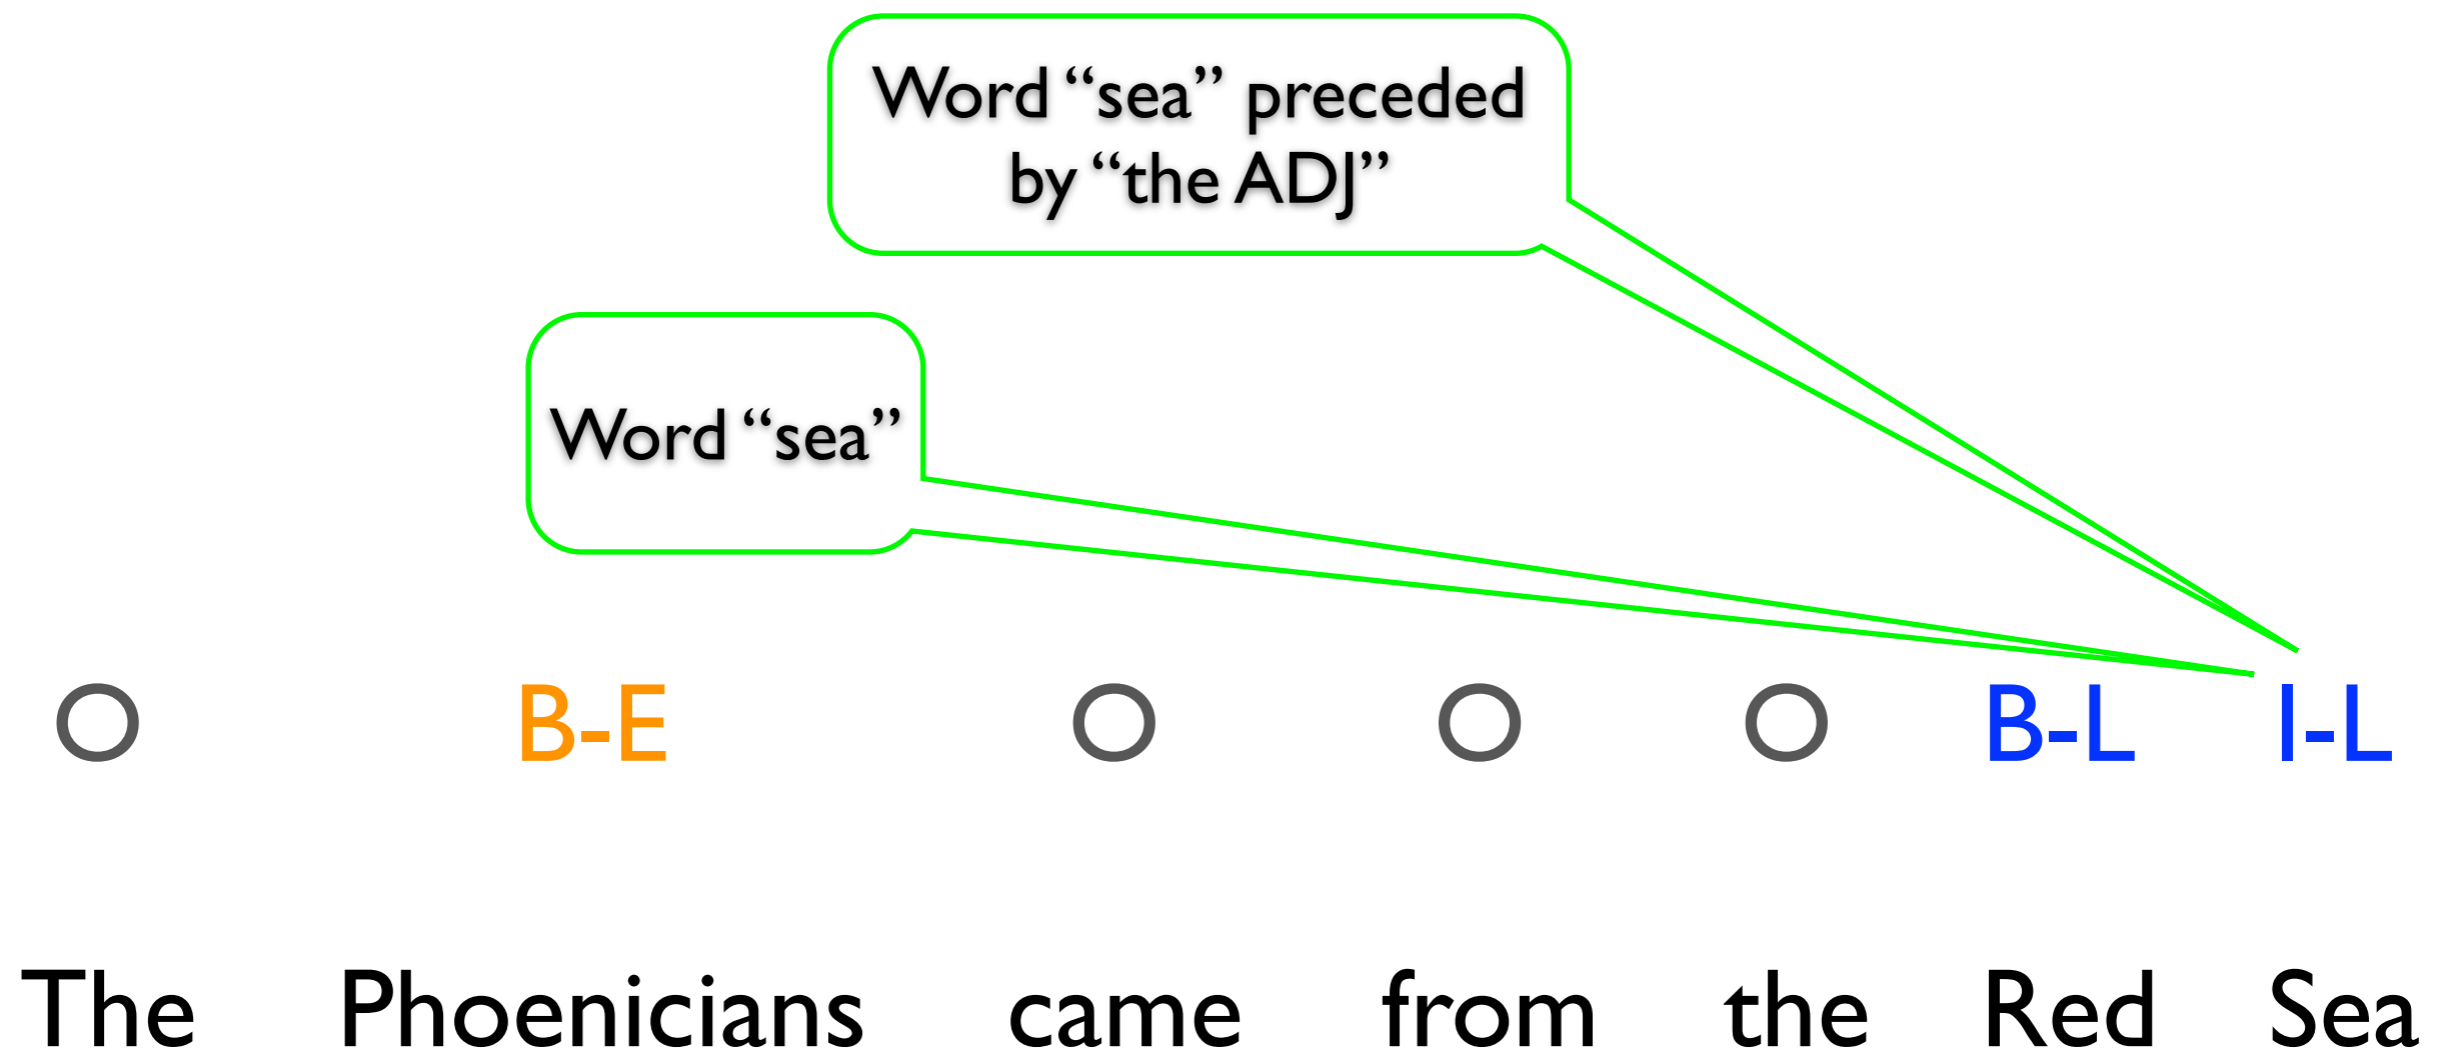 Word “sea” preceded
by “the ADJ”
Word “sea”
O B-E O O O B-L I-L
The Phoenicians came from the Red Sea